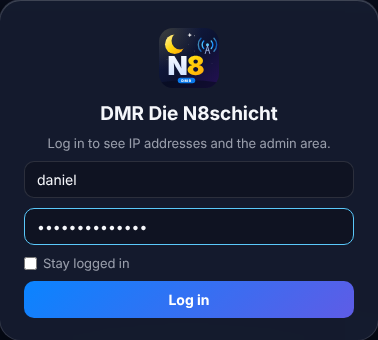 N8
DMR
DMR Die N8schicht
Log in to see IP addresses and the admin area.
daniel
••••••••••••••
Stay logged in
Log in